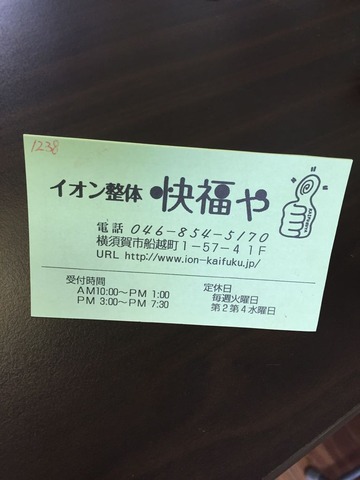 1238
イオン整体 快福や
電話 046-854-5170
横須賀市船越町1-57-4 1F
URL http://www.ion-kaifuku.jp/
受付時間
AM10:00〜PM 1:00
PM 3:00〜PM 7:30
定休日
毎週火曜日
第2第4水曜日